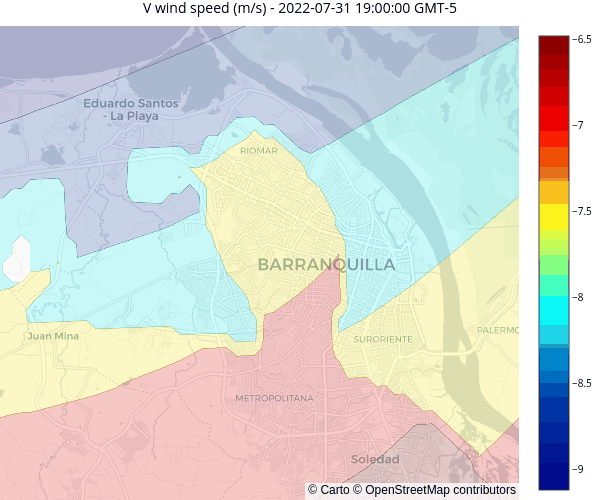 V wind speed (m/s) - 2022-07-31 19:00:00 GMT-5
−6.5
Eduardo Santos
- La Playa
−7
RIOMAR
−7.5
BARRANQUILLA
−8
Juan Mina
SURORIENTE
PALERMO
−8.5
METROPOLITANA
Soledad
−9
© Carto © OpenStreetMap contributors